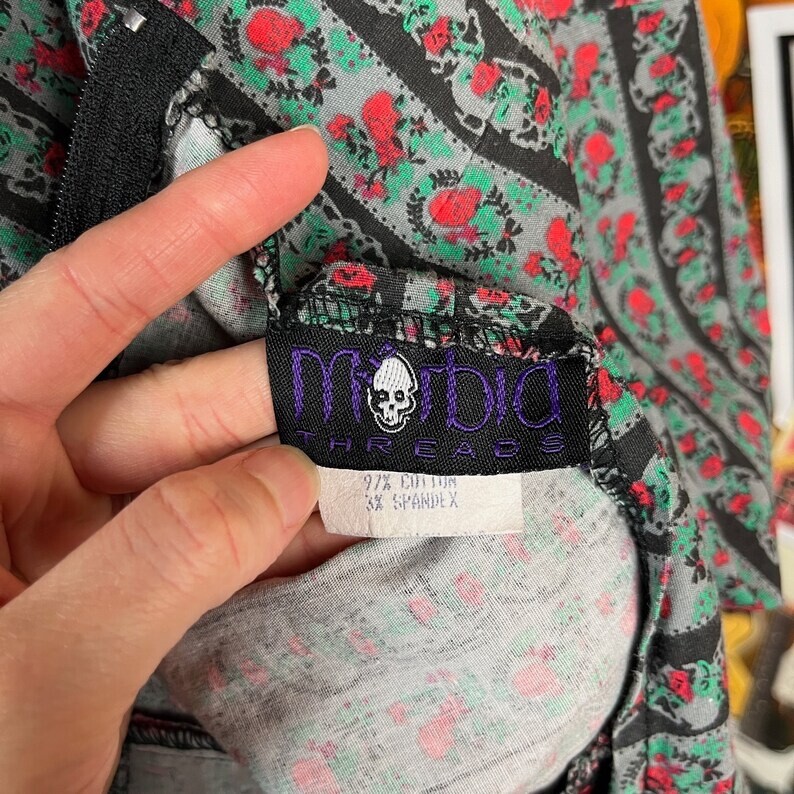 Morbid
THREADS
97% COTTON
3% SPANDEX